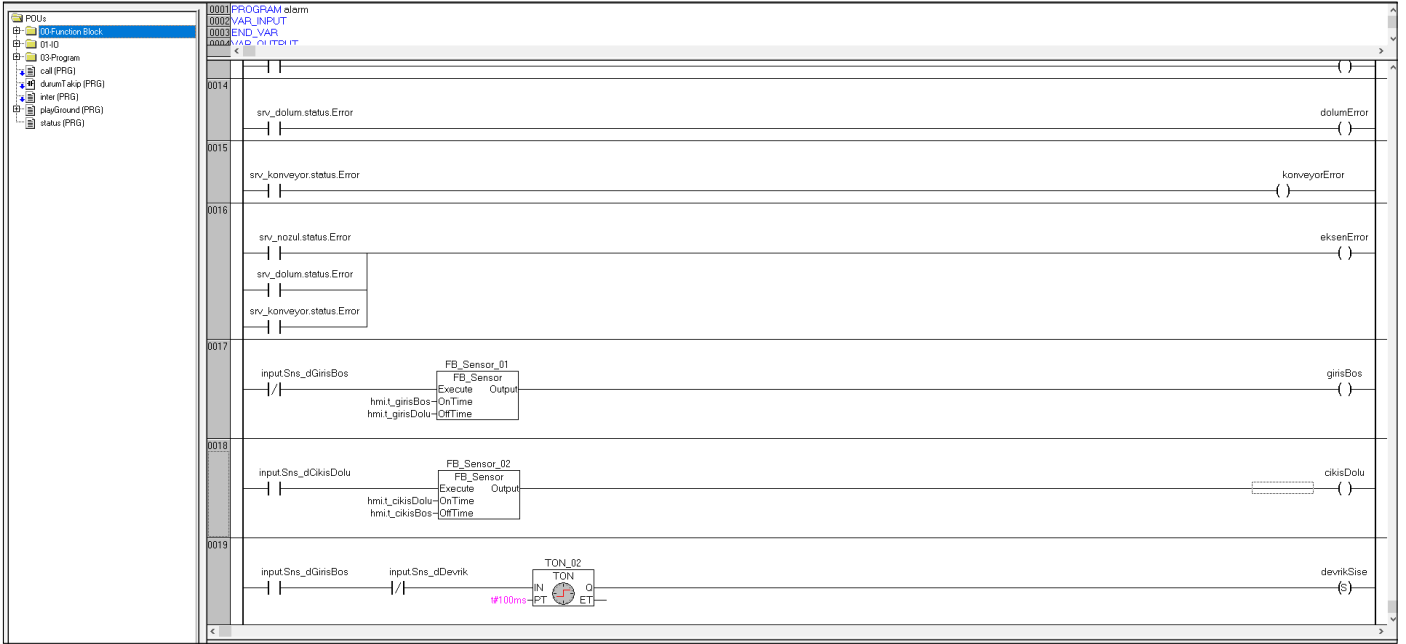 POUs
00-Function Block
01-IO
03-Program
call (PRG)
durumTakip (PRG)
inter (PRG)
playGround (PRG)
status (PRG)
0001 PROGRAM alarm
0002 VAR_INPUT
0003 END_VAR
0004 VAR_OUTPUT
0014
srv_dolum.status.Error dolumError
0015
srv_konveyor.status.Error konveyorError
0016
srv_nozul.status.Error eksenError
srv_dolum.status.Error
srv_konveyor.status.Error
0017
FB_Sensor_01
input.Sns_dGirisBos FB_Sensor girisBos
Execute Output
hmi.t_girisBos OnTime
hmi.t_girisDolu OffTime
0018
FB_Sensor_02
input.Sns_dCikisDolu FB_Sensor cikisDolu
Execute Output
hmi.t_cikisDolu OnTime
hmi.t_cikisBos OffTime
0019
TON_02
input.Sns_dGirisBos input.Sns_dDevrik TON devrikSise
IN Q S
t#100ms PT ET